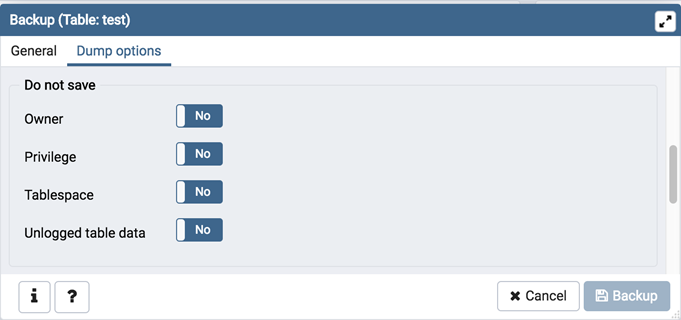 Backup (Table: test)
General Dump options
Do not save
Owner No
Privilege No
Tablespace No
Unlogged table data No
i ? Cancel Backup